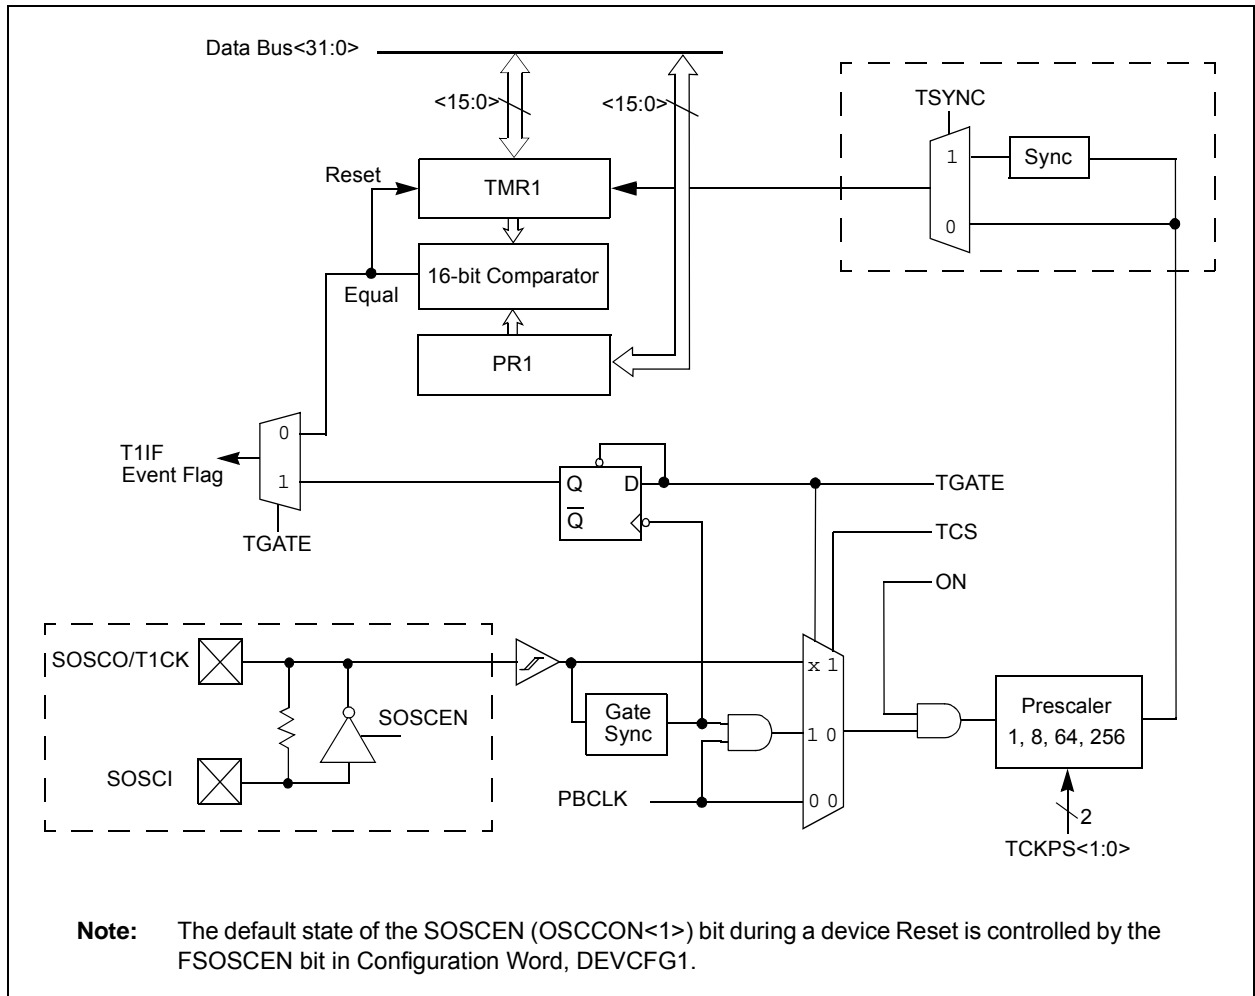 Data Bus<31:0>
<15:0>
<15:0>
TSYNC
1
Sync
Reset
TMR1
0
16-bit Comparator
Equal
PR1
0
T1IF
Event Flag
1
Q
D
TGATE
Q̅
TGATE
TCS
ON
SOSCO/T1CK
x 1
SOSCEN
Gate
Sync
Prescaler
1, 8, 64, 256
1 0
SOSCI
PBCLK
0 0
2
TCKPS<1:0>
Note: The default state of the SOSCEN (OSCCON<1>) bit during a device Reset is controlled by the
FSOSCEN bit in Configuration Word, DEVCFG1.